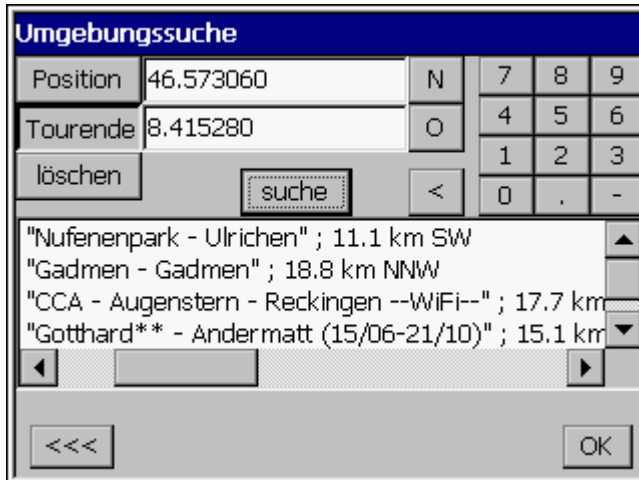 Umgebungssuche
Position 46.573060 N 7 8 9
Tourende 8.415280 O 4 5 6
löschen suche < 1 2 3
0 . -
"Nufenenpark - Ulrichen" ; 11.1 km SW
"Gadmen - Gadmen" ; 18.8 km NNW
"CCA - Augenstern - Reckingen --WiFi--" ; 17.7 km
"Gotthard** - Andermatt (15/06-21/10)" ; 15.1 km
<<< OK